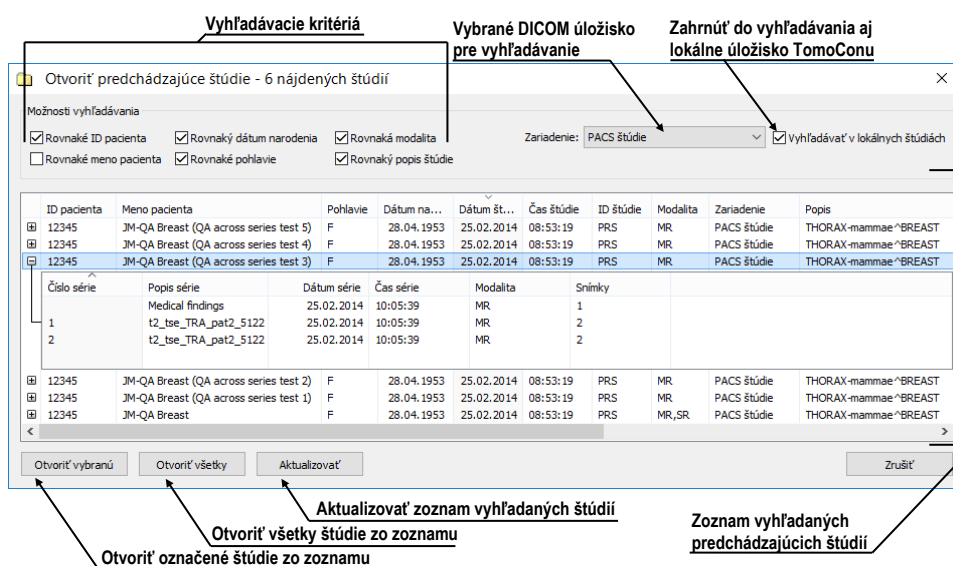 Vyhľadávacie kritériá
Vybrané DICOM úložisko
pre vyhľadávanie
Zahrnúť do vyhľadávania aj
lokálne úložisko TomoConu
Otvoriť predchádzajúce štúdie - 6 nájdených štúdií
Možnosti vyhľadávania
Rovnaké ID pacienta Rovnaký dátum narodenia Rovnaká modalita Zariadenie: PACS štúdie Vyhľadávať v lokálnych štúdiách
Rovnaké meno pacienta Rovnaké pohlavie Rovnaký popis štúdie
ID pacienta Meno pacienta Pohlavie Dátum na... Dátum št... Čas štúdie ID štúdie Modalita Zariadenie Popis
12345 JM-QA Breast (QA across series test 5) F 28.04.1953 25.02.2014 08:53:19 PRS MR PACS štúdie THORAX-mammae^BREAST
12345 JM-QA Breast (QA across series test 4) F 28.04.1953 25.02.2014 08:53:19 PRS MR PACS štúdie THORAX-mammae^BREAST
12345 JM-QA Breast (QA across series test 3) F 28.04.1953 25.02.2014 08:53:19 PRS MR PACS štúdie THORAX-mammae^BREAST
Číslo série Popis série Dátum série Čas série Modalita Snímky
Medical findings 25.02.2014 10:05:39 MR 1
1 t2_tse_TRA_pat2_5122 25.02.2014 10:05:39 MR 2
2 t2_tse_TRA_pat2_5122 25.02.2014 10:05:39 MR 2
12345 JM-QA Breast (QA across series test 2) F 28.04.1953 25.02.2014 08:53:19 PRS MR PACS štúdie THORAX-mammae^BREAST
12345 JM-QA Breast (QA across series test 1) F 28.04.1953 25.02.2014 08:53:19 PRS MR PACS štúdie THORAX-mammae^BREAST
12345 JM-QA Breast F 28.04.1953 25.02.2014 08:53:19 PRS MR,SR PACS štúdie THORAX-mammae^BREAST
Otvoriť vybranú Otvoriť všetky Aktualizovať Zrušiť
Aktualizovať zoznam vyhľadaných štúdií
Otvoriť všetky štúdie zo zoznamu
Otvoriť označené štúdie zo zoznamu
Zoznam vyhľadaných
predchádzajúcich štúdií